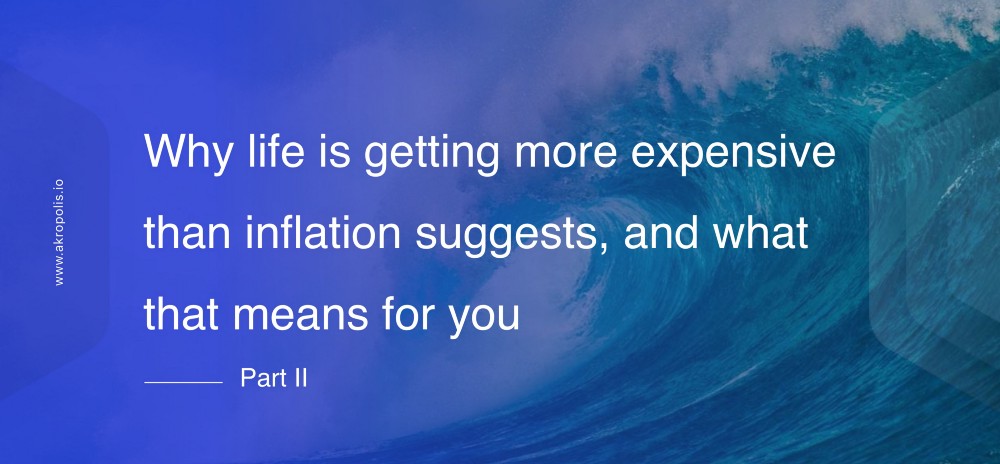 Why life is getting more expensive
than inflation suggests, and what
that means for you
Part II
www.akropolis.io